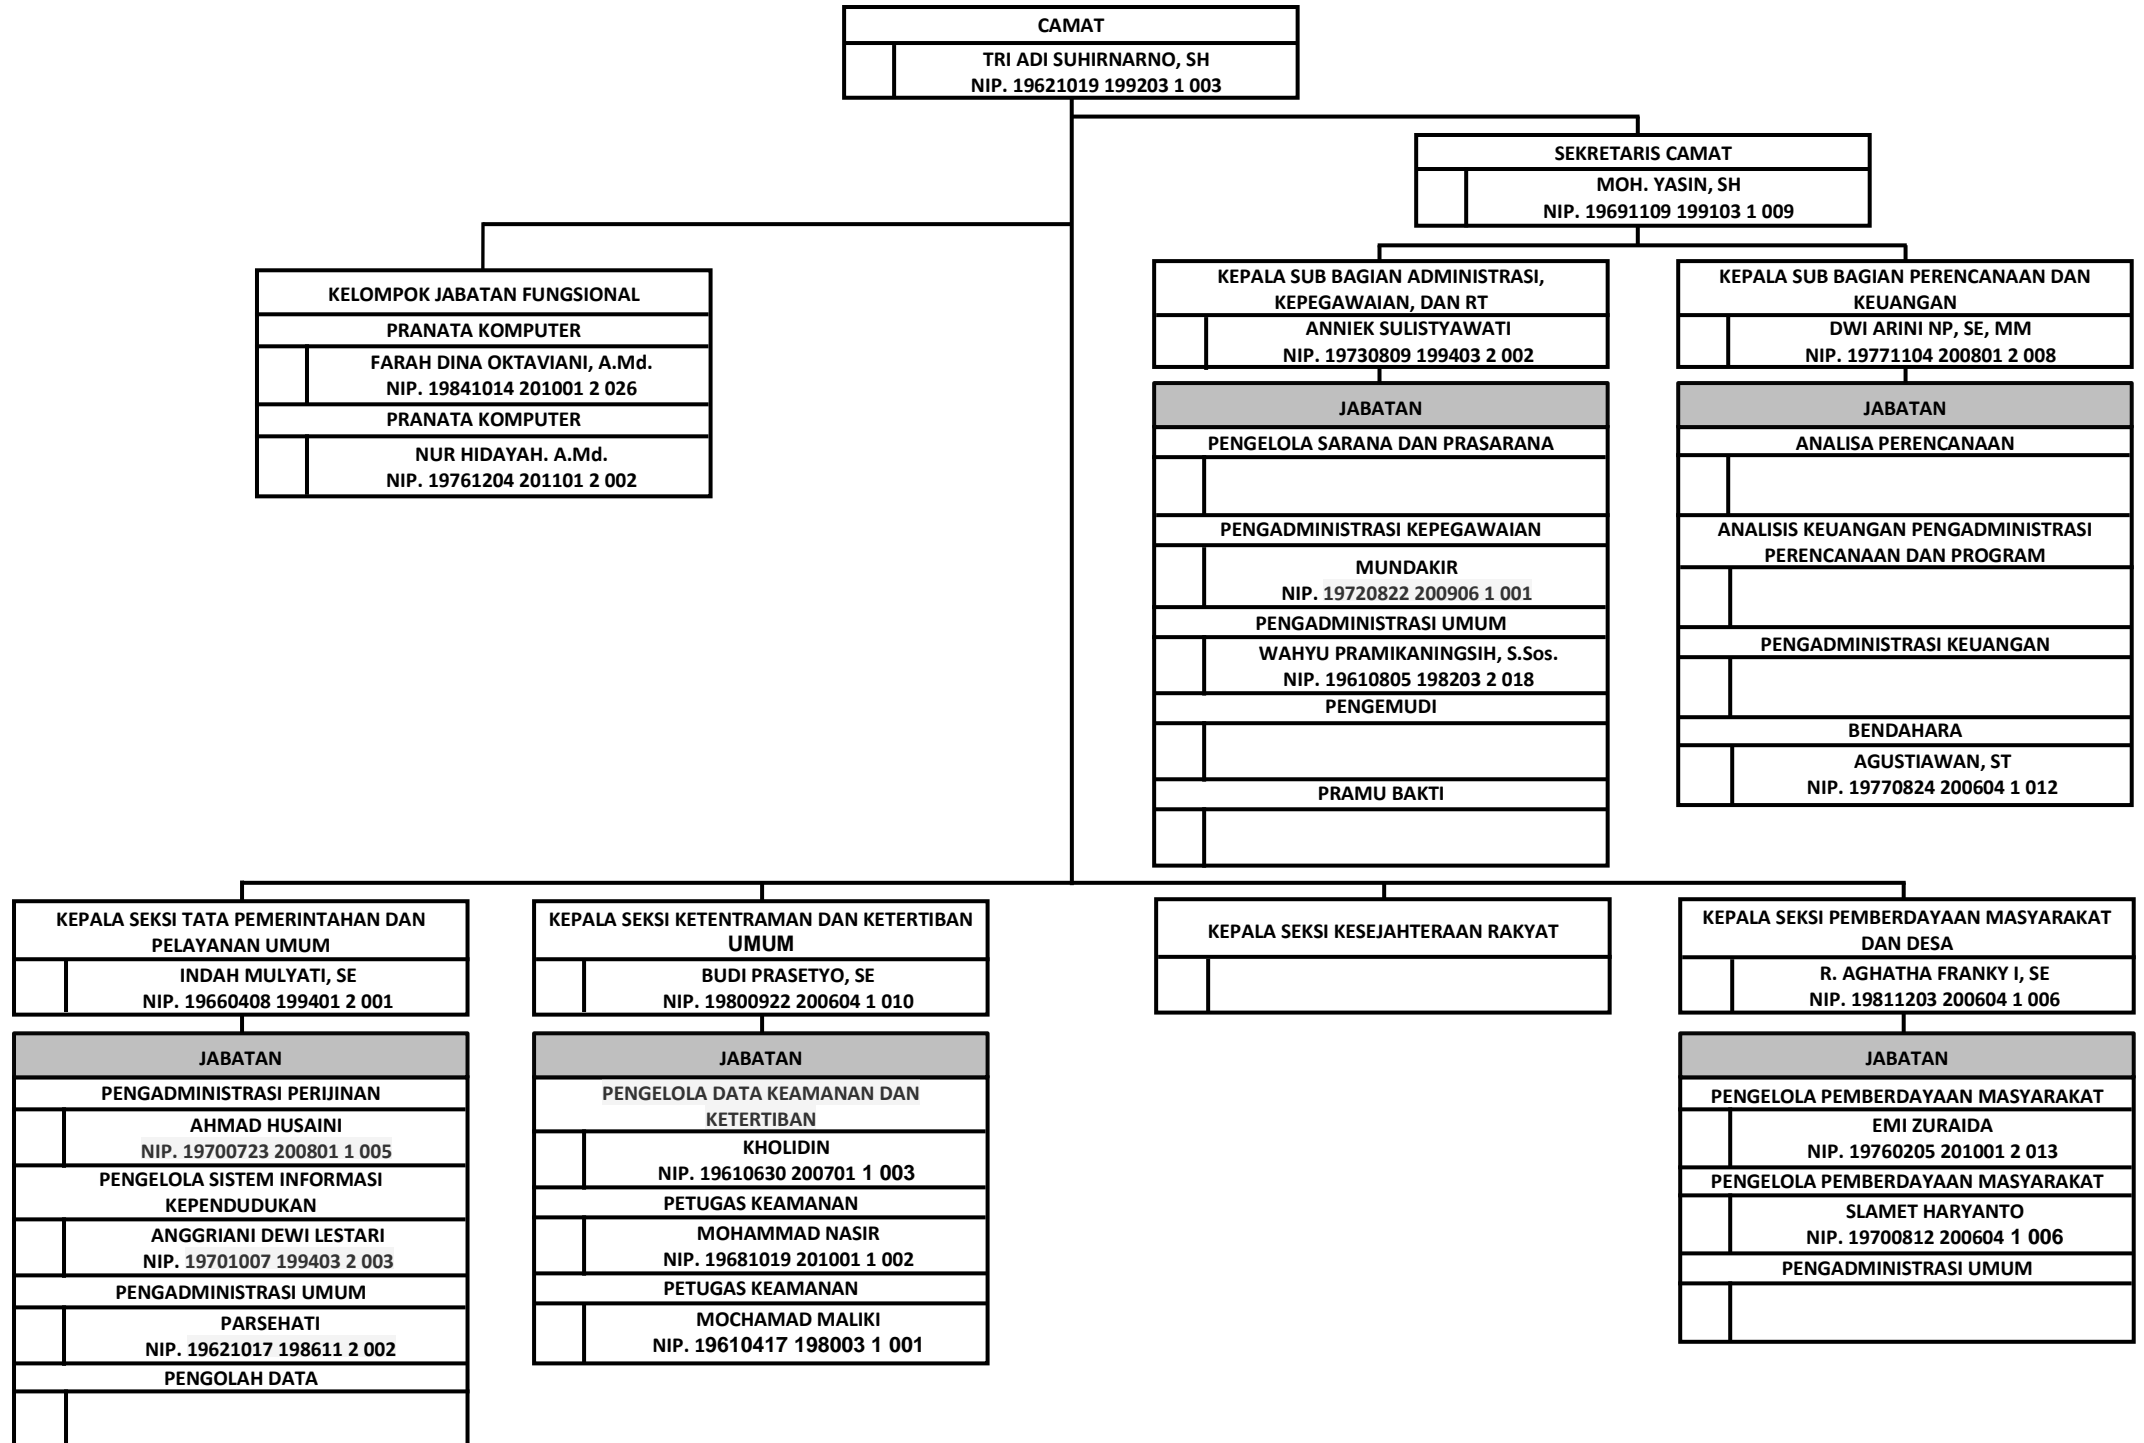 CAMAT
TRI ADI SUHIRNARNO, SH
NIP. 19621019 199203 1 003
SEKRETARIS CAMAT
MOH. YASIN, SH
NIP. 19691109 199103 1 009
KELOMPOK JABATAN FUNGSIONAL
PRANATA KOMPUTER
FARAH DINA OKTAVIANI, A.Md.
NIP. 19841014 201001 2 026
PRANATA KOMPUTER
NUR HIDAYAH. A.Md.
NIP. 19761204 201101 2 002
KEPALA SUB BAGIAN ADMINISTRASI,
KEPEGAWAIAN, DAN RT
ANNIEK SULISTYAWATI
NIP. 19730809 199403 2 002
JABATAN
PENGELOLA SARANA DAN PRASARANA
PENGADMINISTRASI KEPEGAWAIAN
MUNDAKIR
NIP. 19720822 200906 1 001
PENGADMINISTRASI UMUM
WAHYU PRAMIKANINGSIH, S.Sos.
NIP. 19610805 198203 2 018
PENGEMUDI
PRAMU BAKTI
KEPALA SUB BAGIAN PERENCANAAN DAN
KEUANGAN
DWI ARINI NP, SE, MM
NIP. 19771104 200801 2 008
JABATAN
ANALISA PERENCANAAN
ANALISIS KEUANGAN PENGADMINISTRASI
PERENCANAAN DAN PROGRAM
PENGADMINISTRASI KEUANGAN
BENDAHARA
AGUSTIAWAN, ST
NIP. 19770824 200604 1 012
KEPALA SEKSI TATA PEMERINTAHAN DAN
PELAYANAN UMUM
INDAH MULYATI, SE
NIP. 19660408 199401 2 001
JABATAN
PENGADMINISTRASI PERIJINAN
AHMAD HUSAINI
NIP. 19700723 200801 1 005
PENGELOLA SISTEM INFORMASI
KEPENDUDUKAN
ANGGRIANI DEWI LESTARI
NIP. 19701007 199403 2 003
PENGADMINISTRASI UMUM
PARSEHATI
NIP. 19621017 198611 2 002
PENGOLAH DATA
KEPALA SEKSI KETENTRAMAN DAN KETERTIBAN
UMUM
BUDI PRASETYO, SE
NIP. 19800922 200604 1 010
JABATAN
PENGELOLA DATA KEAMANAN DAN
KETERTIBAN
KHOLIDIN
NIP. 19610630 200701 1 003
PETUGAS KEAMANAN
MOHAMMAD NASIR
NIP. 19681019 201001 1 002
PETUGAS KEAMANAN
MOCHAMAD MALIKI
NIP. 19610417 198003 1 001
KEPALA SEKSI KESEJAHTERAAN RAKYAT
KEPALA SEKSI PEMBERDAYAAN MASYARAKAT
DAN DESA
R. AGHATHA FRANKY I, SE
NIP. 19811203 200604 1 006
JABATAN
PENGELOLA PEMBERDAYAAN MASYARAKAT
EMI ZURAIDA
NIP. 19760205 201001 2 013
PENGELOLA PEMBERDAYAAN MASYARAKAT
SLAMET HARYANTO
NIP. 19700812 200604 1 006
PENGADMINISTRASI UMUM